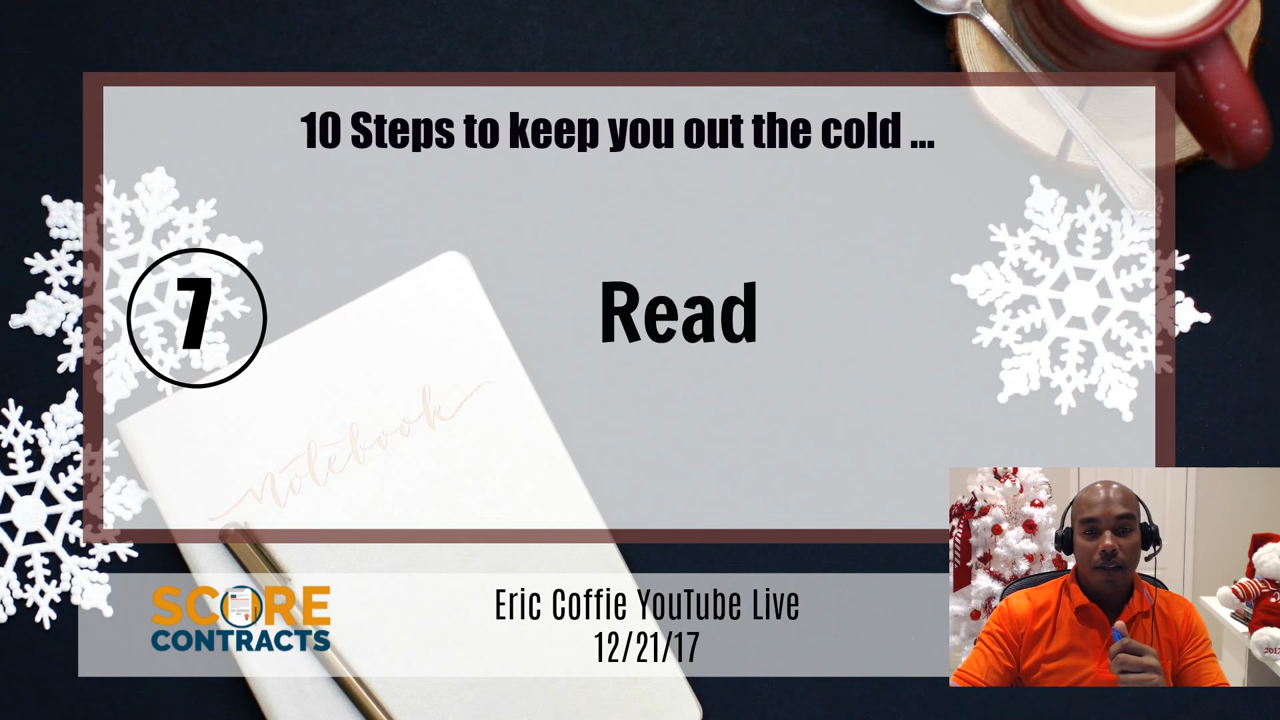 10 Steps to keep you out the cold ...
7
Read
notebook
SCORE
CONTRACTS
Eric Coffie YouTube Live
12/21/17